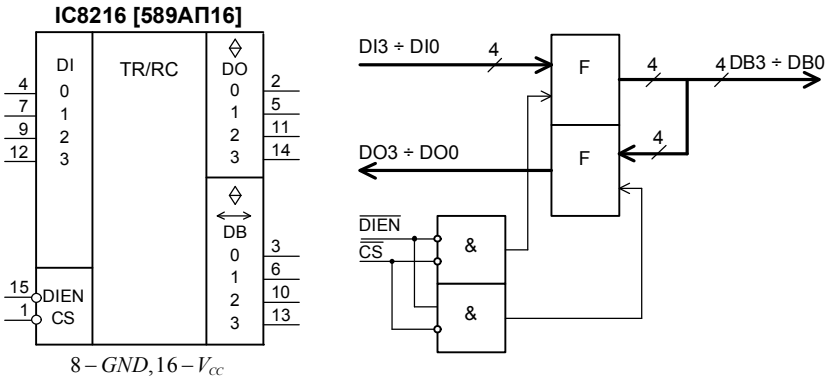 IC8216 [589АП16]
DI
TR/RC
DO
4
0
0
2
7
1
1
5
9
2
2
11
12
3
3
14
DB
0
3
1
6
15
DIEN
2
10
1
CS
3
13
8 – GND, 16 – VCC
DI3 ÷ DI0
4
F
4
4
DB3 ÷ DB0
4
DO3 ÷ DO0
F
DIEN
&
CS
&